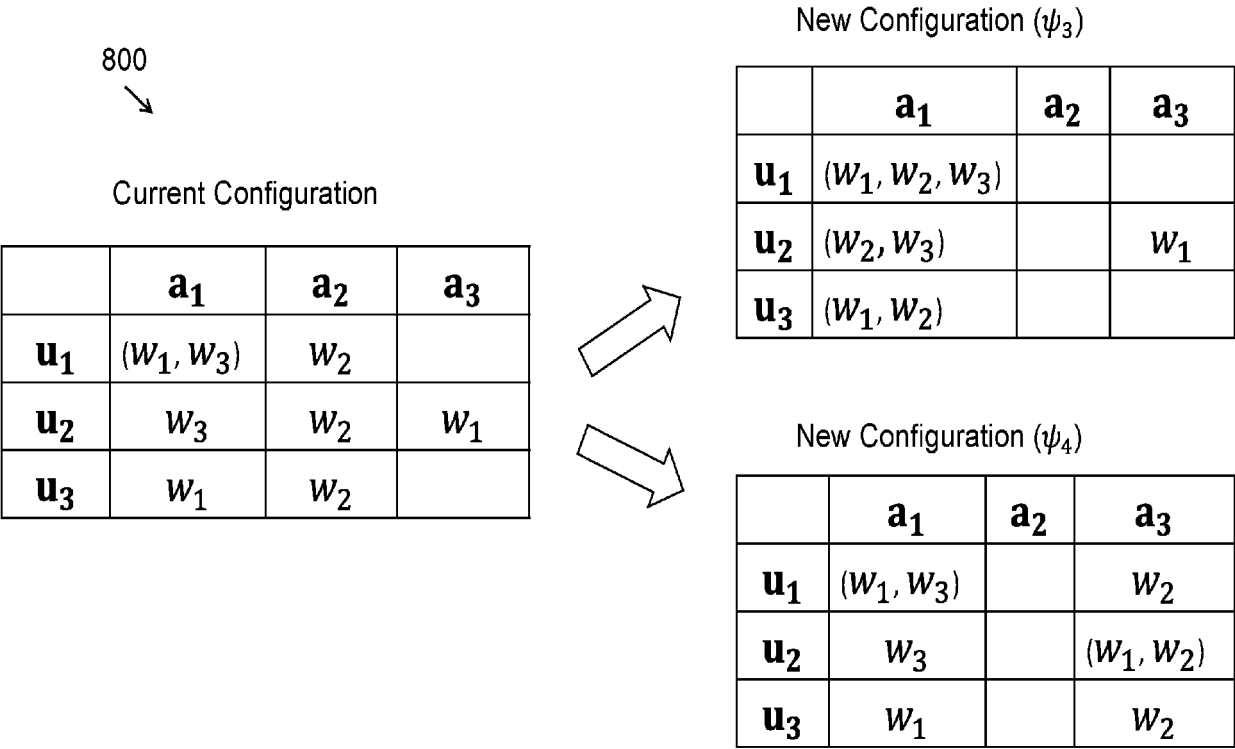 800
Current Configuration
a₁ a₂ a₃
u₁ (w₁, w₃) w₂
u₂ w₃ w₂ w₁
u₃ w₁ w₂
New Configuration (ψ₃)
a₁ a₂ a₃
u₁ (w₁, w₂, w₃)
u₂ (w₂, w₃) w₁
u₃ (w₁, w₂)
New Configuration (ψ₄)
a₁ a₂ a₃
u₁ (w₁, w₃) w₂
u₂ w₃ (w₁, w₂)
u₃ w₁ w₂